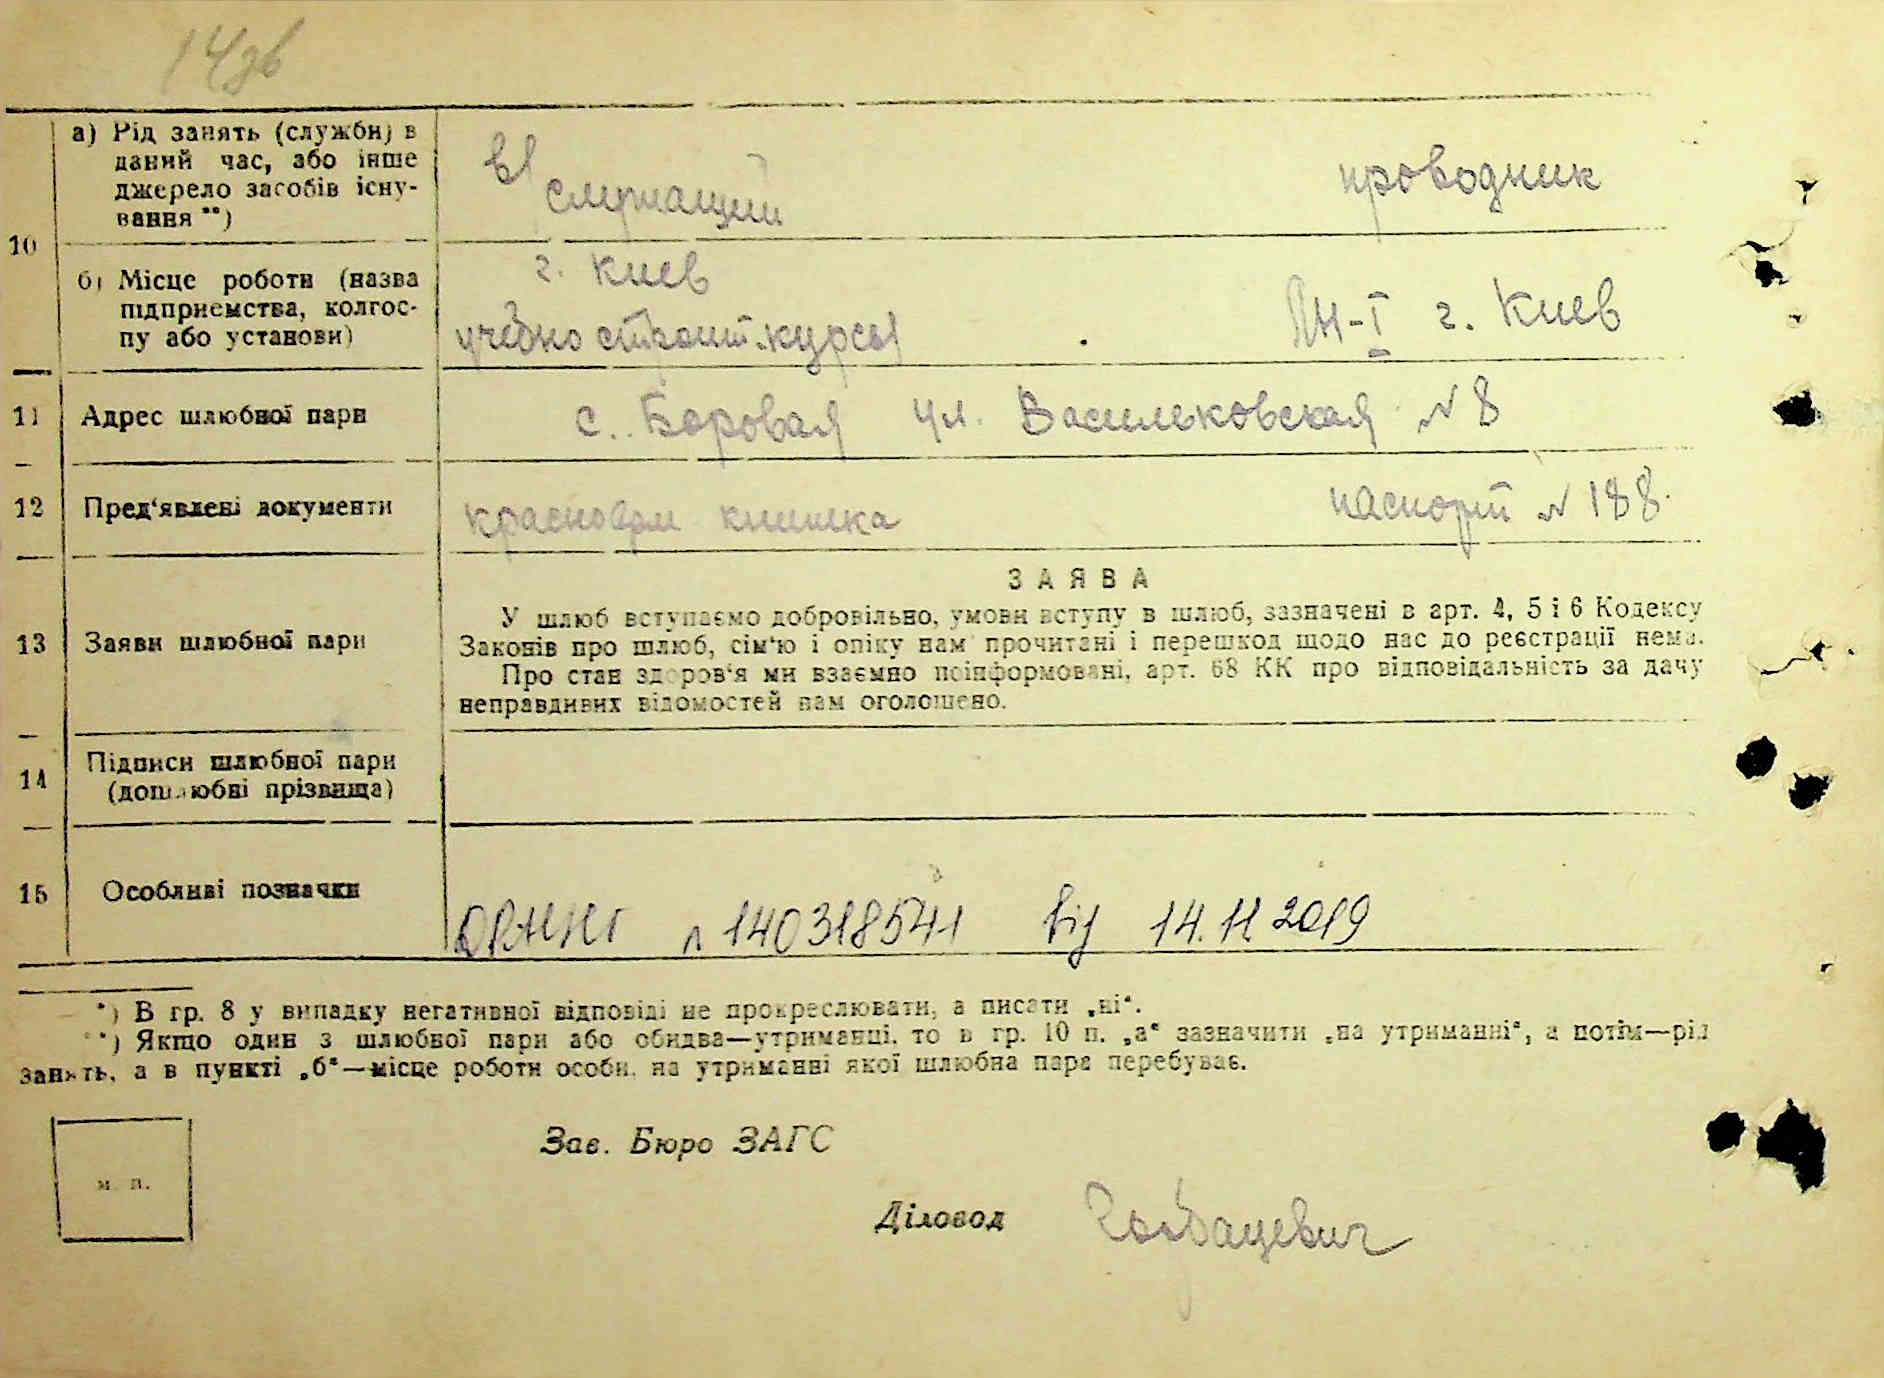 14зв
10
а) Рід занять (служби) в
даний час, або інше
джерело засобів існу-
вання **)
в/служащий
проводник
б) Місце роботи (назва
підприємства, колгос-
пу або установи)
г. Киев
учебно строит. курсы
ПН-I г. Киев
11 Адрес шлюбної пари
с. Боровая ул. Васильковская № 8
12 Пред'явлені документи
красноарм книжка
паспорт № 188.
13 Заяви шлюбної пари
ЗАЯВА
У шлюб вступаємо добровільно, умови вступу в шлюб, зазначені в арт. 4, 5 і 6 Кодексу
Законів про шлюб, сім'ю і опіку нам прочитані і перешкод щодо нас до реєстрації нема.
Про стан здоров'я ми взаємно поінформовані, арт. 68 КК про відповідальність за дачу
неправдивих відомостей нам оголошено.
14 Підписи шлюбної пари
(дошлюбні прізвища)
15 Особливі позначки
№ 140318541 від 14.11.2019
*) В гр. 8 у випадку негативної відповіді не прокреслювати, а писати „ні“.
**) Якщо один з шлюбної пари або обидва—утриманці, то в гр. 10 п. „а“ зазначити „на утриманні“, а потім—рід
занять, а в пункті „б“—місце роботи особи, на утриманні якої шлюбна пара перебуває.
м. п.
Зав. Бюро ЗАГС
Діловод